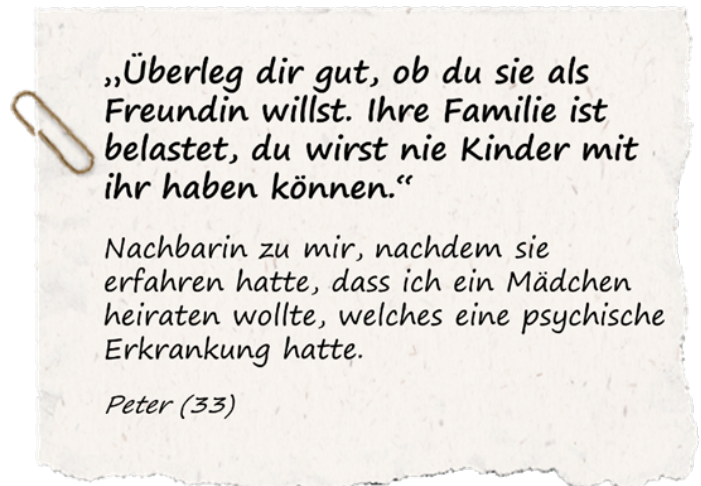 „Überleg dir gut, ob du sie als
Freundin willst. Ihre Familie ist
belastet, du wirst nie Kinder mit
ihr haben können.“
Nachbarin zu mir, nachdem sie
erfahren hatte, dass ich ein Mädchen
heiraten wollte, welches eine psychische
Erkrankung hatte.
Peter (33)